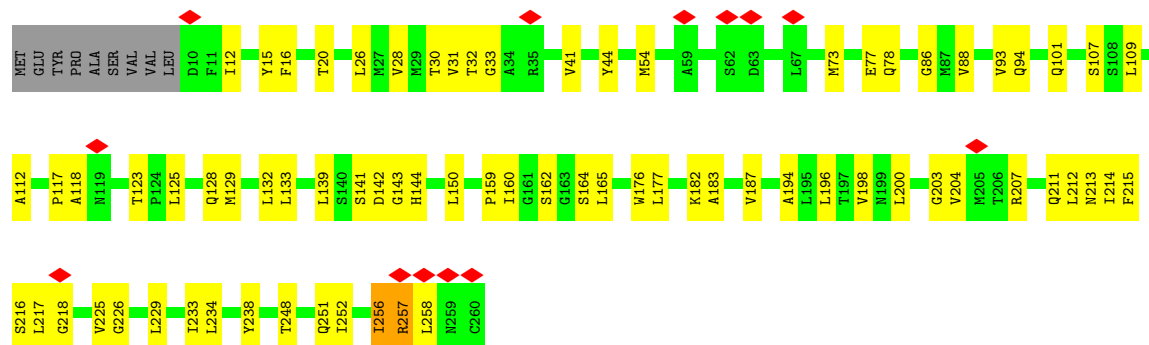 MET GLU TYR PRO ALA SER VAL VAL LEU D10 F11 I12 Y15 F16 T20 L26 M27 V28 M29 T30 V31 T32 G33 A34 R35 V41 Y44 M54 A59 S62 D63 L67 M73 E77 Q78 G86 M87 V88 V93 Q94 Q101 S107 S108 L109
A112 P117 A118 N119 T123 P124 L125 Q128 M129 L132 L133 L139 S140 S141 D142 G143 H144 L150 P159 I160 G161 S162 G163 S164 L165 W176 L177 K182 A183 V187 A194 L195 L196 T197 V198 N199 L200 G203 V204 M205 T206 R207 Q211 L212 N213 I214 F215
S216 L217 G218 V225 G226 L229 I233 L234 Y238 T248 Q251 I252 I256 R257 L258 N259 C260